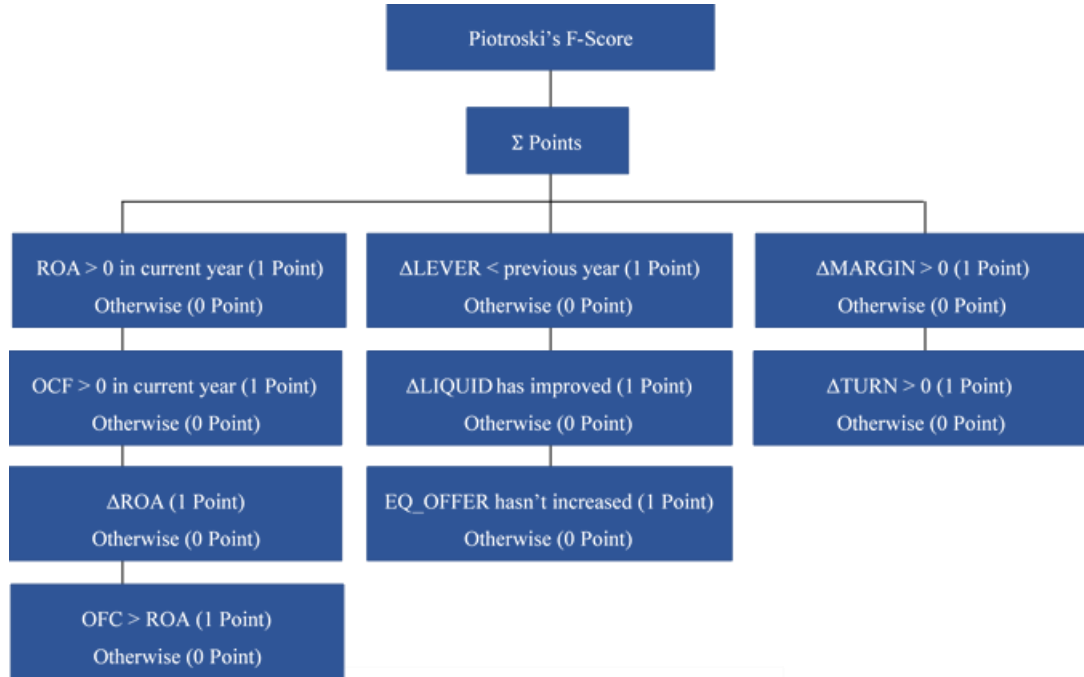 Piotroski’s F-Score
Σ Points
ROA > 0 in current year (1 Point)
Otherwise (0 Point)
OCF > 0 in current year (1 Point)
Otherwise (0 Point)
ΔROA (1 Point)
Otherwise (0 Point)
OFC > ROA (1 Point)
Otherwise (0 Point)
ΔLEVER < previous year (1 Point)
Otherwise (0 Point)
ΔLIQUID has improved (1 Point)
Otherwise (0 Point)
EQ_OFFER hasn’t increased (1 Point)
Otherwise (0 Point)
ΔMARGIN > 0 (1 Point)
Otherwise (0 Point)
ΔTURN > 0 (1 Point)
Otherwise (0 Point)